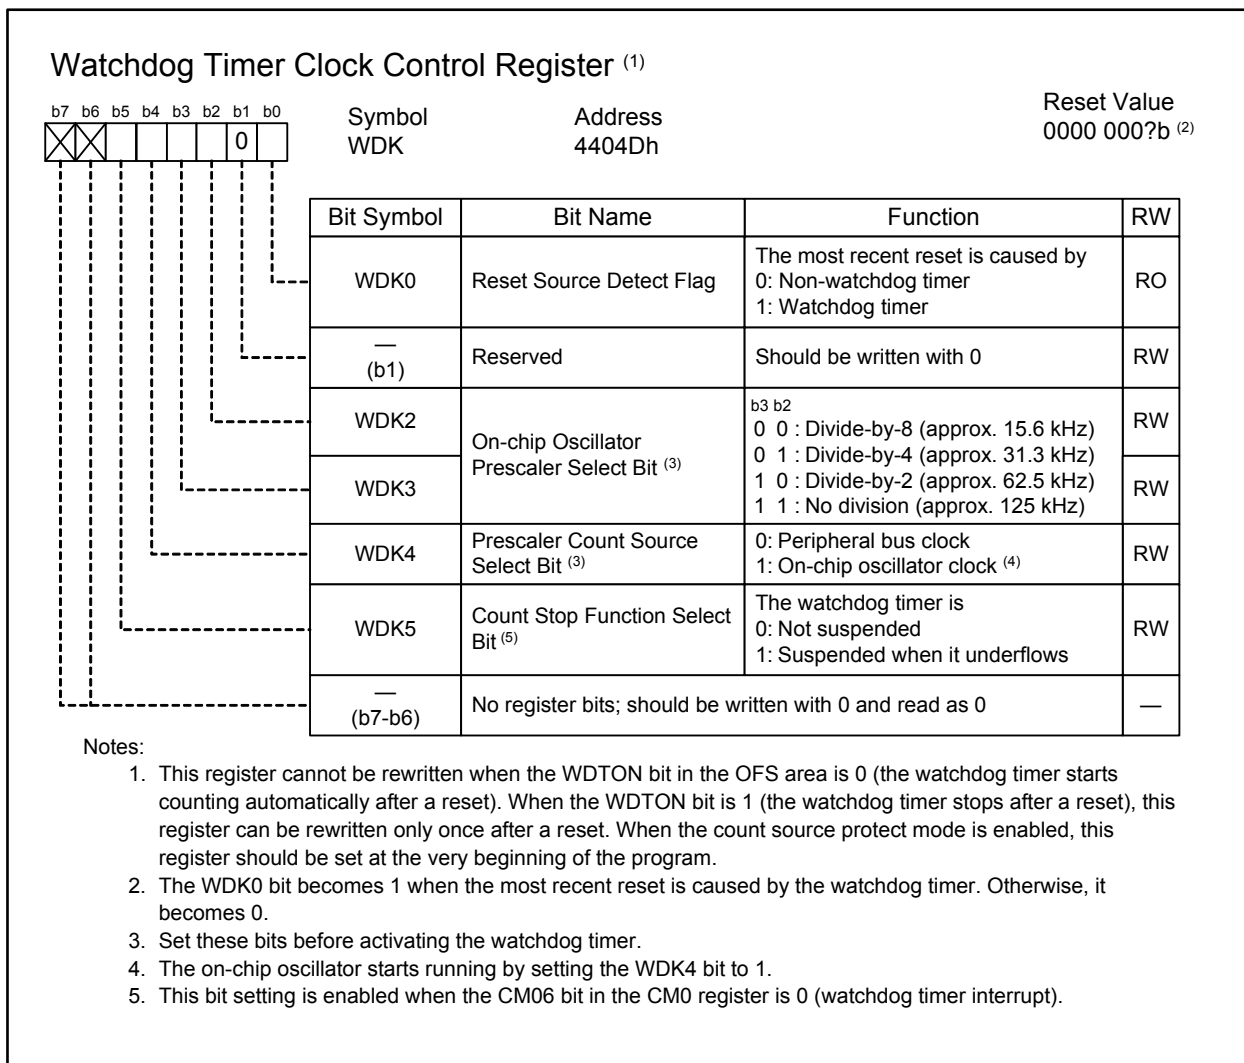 Watchdog Timer Clock Control Register (1)
b7 b6 b5 b4 b3 b2 b1 b0
0
Symbol Address Reset Value
WDK 4404Dh 0000 000?b (2)
Bit Symbol Bit Name Function RW
WDK0 Reset Source Detect Flag The most recent reset is caused by
0: Non-watchdog timer
1: Watchdog timer RO
—
(b1) Reserved Should be written with 0 RW
WDK2 RW
WDK3 RW
On-chip Oscillator
Prescaler Select Bit (3)
b3 b2
0 0 : Divide-by-8 (approx. 15.6 kHz)
0 1 : Divide-by-4 (approx. 31.3 kHz)
1 0 : Divide-by-2 (approx. 62.5 kHz)
1 1 : No division (approx. 125 kHz)
WDK4 Prescaler Count Source
Select Bit (3)
0: Peripheral bus clock
1: On-chip oscillator clock (4) RW
WDK5 Count Stop Function Select
Bit (5)
The watchdog timer is
0: Not suspended
1: Suspended when it underflows RW
—
(b7-b6) No register bits; should be written with 0 and read as 0 —
Notes:
1. This register cannot be rewritten when the WDTON bit in the OFS area is 0 (the watchdog timer starts
counting automatically after a reset). When the WDTON bit is 1 (the watchdog timer stops after a reset), this
register can be rewritten only once after a reset. When the count source protect mode is enabled, this
register should be set at the very beginning of the program.
2. The WDK0 bit becomes 1 when the most recent reset is caused by the watchdog timer. Otherwise, it
becomes 0.
3. Set these bits before activating the watchdog timer.
4. The on-chip oscillator starts running by setting the WDK4 bit to 1.
5. This bit setting is enabled when the CM06 bit in the CM0 register is 0 (watchdog timer interrupt).